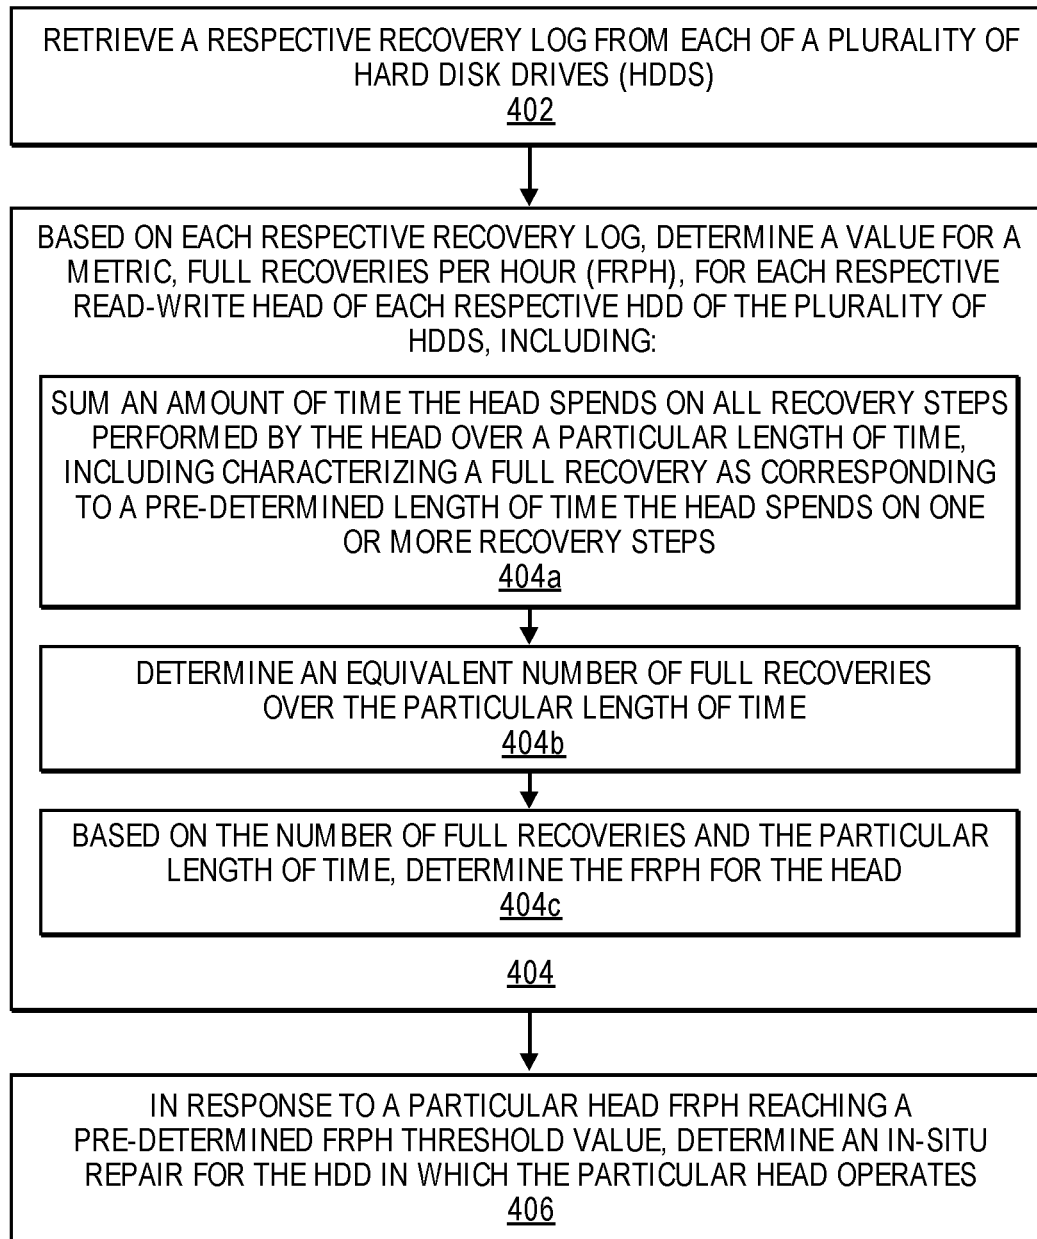 RETRIEVE A RESPECTIVE RECOVERY LOG FROM EACH OF A PLURALITY OF
HARD DISK DRIVES (HDDS)
402
BASED ON EACH RESPECTIVE RECOVERY LOG, DETERMINE A VALUE FOR A
METRIC, FULL RECOVERIES PER HOUR (FRPH), FOR EACH RESPECTIVE
READ-WRITE HEAD OF EACH RESPECTIVE HDD OF THE PLURALITY OF
HDDS, INCLUDING:
SUM AN AMOUNT OF TIME THE HEAD SPENDS ON ALL RECOVERY STEPS
PERFORMED BY THE HEAD OVER A PARTICULAR LENGTH OF TIME,
INCLUDING CHARACTERIZING A FULL RECOVERY AS CORRESPONDING
TO A PRE-DETERMINED LENGTH OF TIME THE HEAD SPENDS ON ONE
OR MORE RECOVERY STEPS
404a
DETERMINE AN EQUIVALENT NUMBER OF FULL RECOVERIES
OVER THE PARTICULAR LENGTH OF TIME
404b
BASED ON THE NUMBER OF FULL RECOVERIES AND THE PARTICULAR
LENGTH OF TIME, DETERMINE THE FRPH FOR THE HEAD
404c
404
IN RESPONSE TO A PARTICULAR HEAD FRPH REACHING A
PRE-DETERMINED FRPH THRESHOLD VALUE, DETERMINE AN IN-SITU
REPAIR FOR THE HDD IN WHICH THE PARTICULAR HEAD OPERATES
406